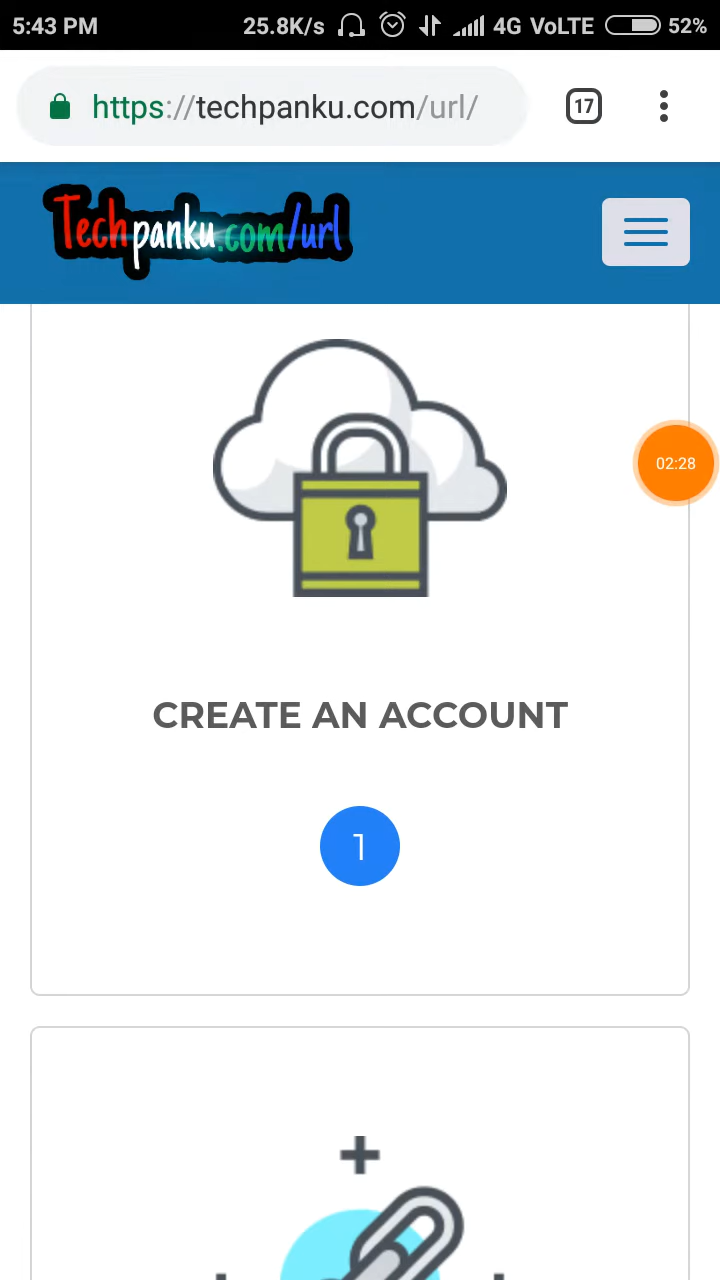 5:43 PM 25.8K/s 4G VoLTE 52%
https://techpanku.com/url/ 17
Techpanku.com/url
02:28
CREATE AN ACCOUNT
1